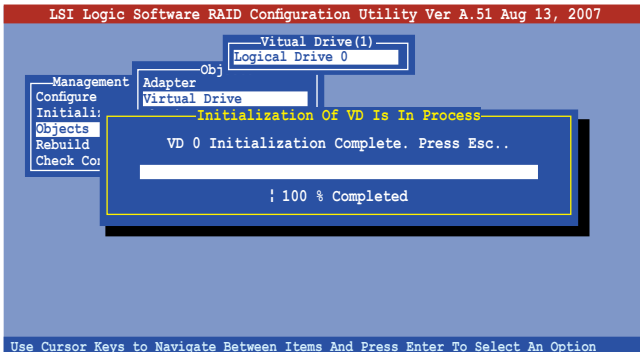 LSI Logic Software RAID Configuration Utility Ver A.51 Aug 13, 2007
Vitual Drive(1)
Logical Drive 0
Obj
Adapter
Virtual Drive
Management
Configure
Initializ
Objects
Rebuild
Check Con
Initialization Of VD Is In Process
VD 0 Initialization Complete. Press Esc..
¦ 100 % Completed
Use Cursor Keys to Navigate Between Items And Press Enter To Select An Option